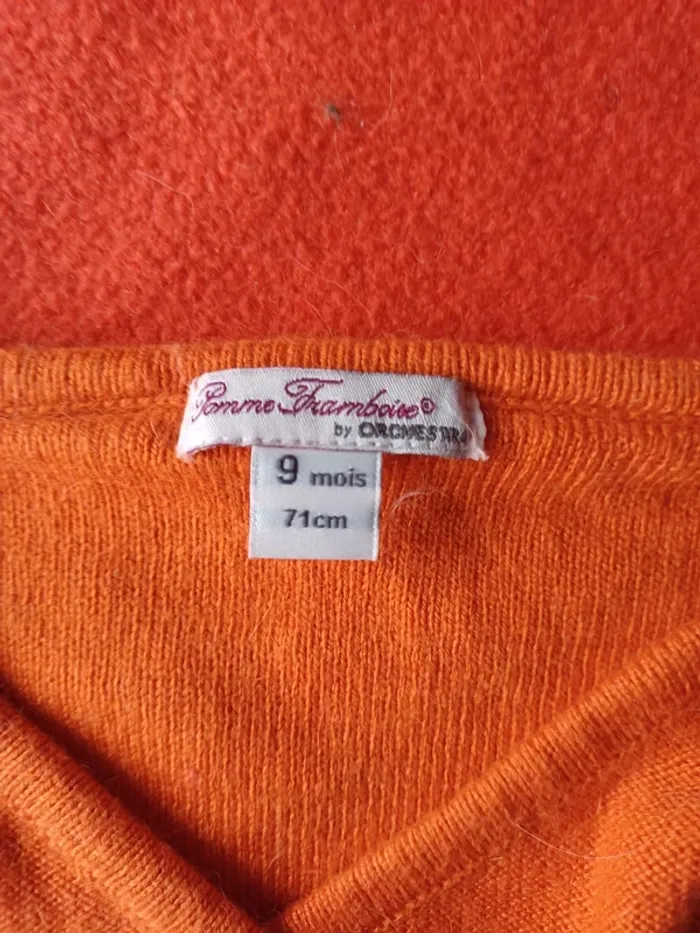 Pomme Framboise®
by ORCHESTRA
9 mois
71cm